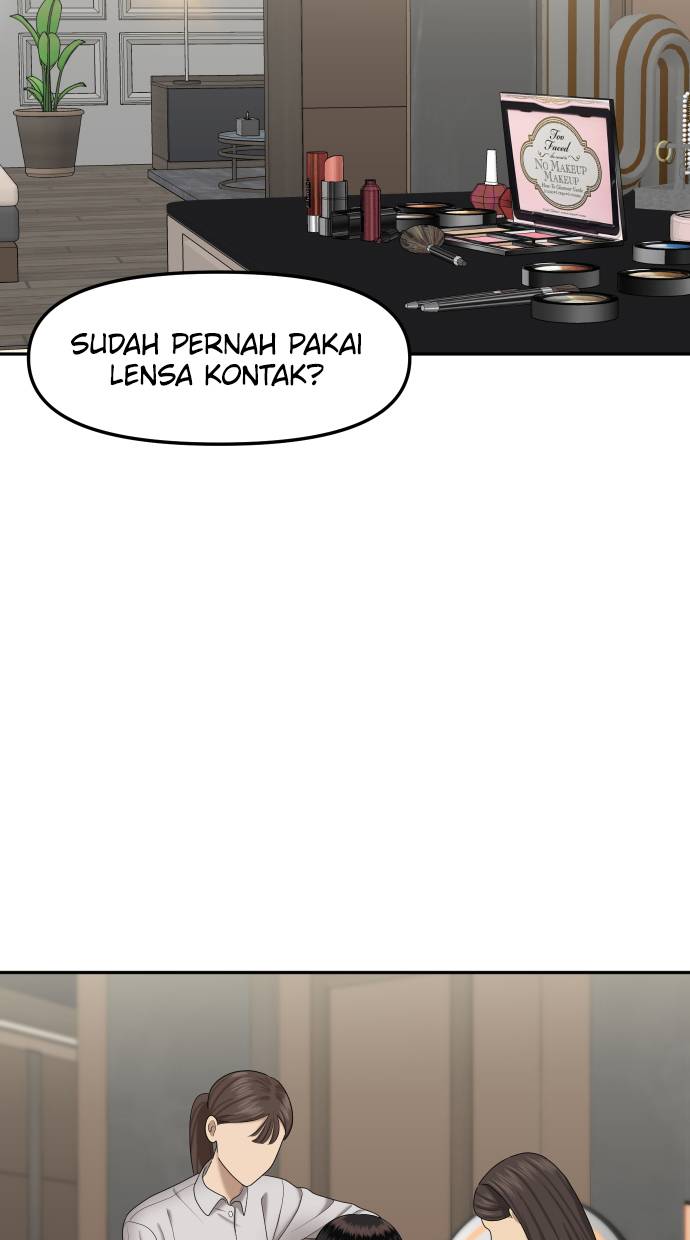 Too
Faced
NO MAKEUP
MAKEUP
SUDAH PERNAH PAKAI
LENSA KONTAK?